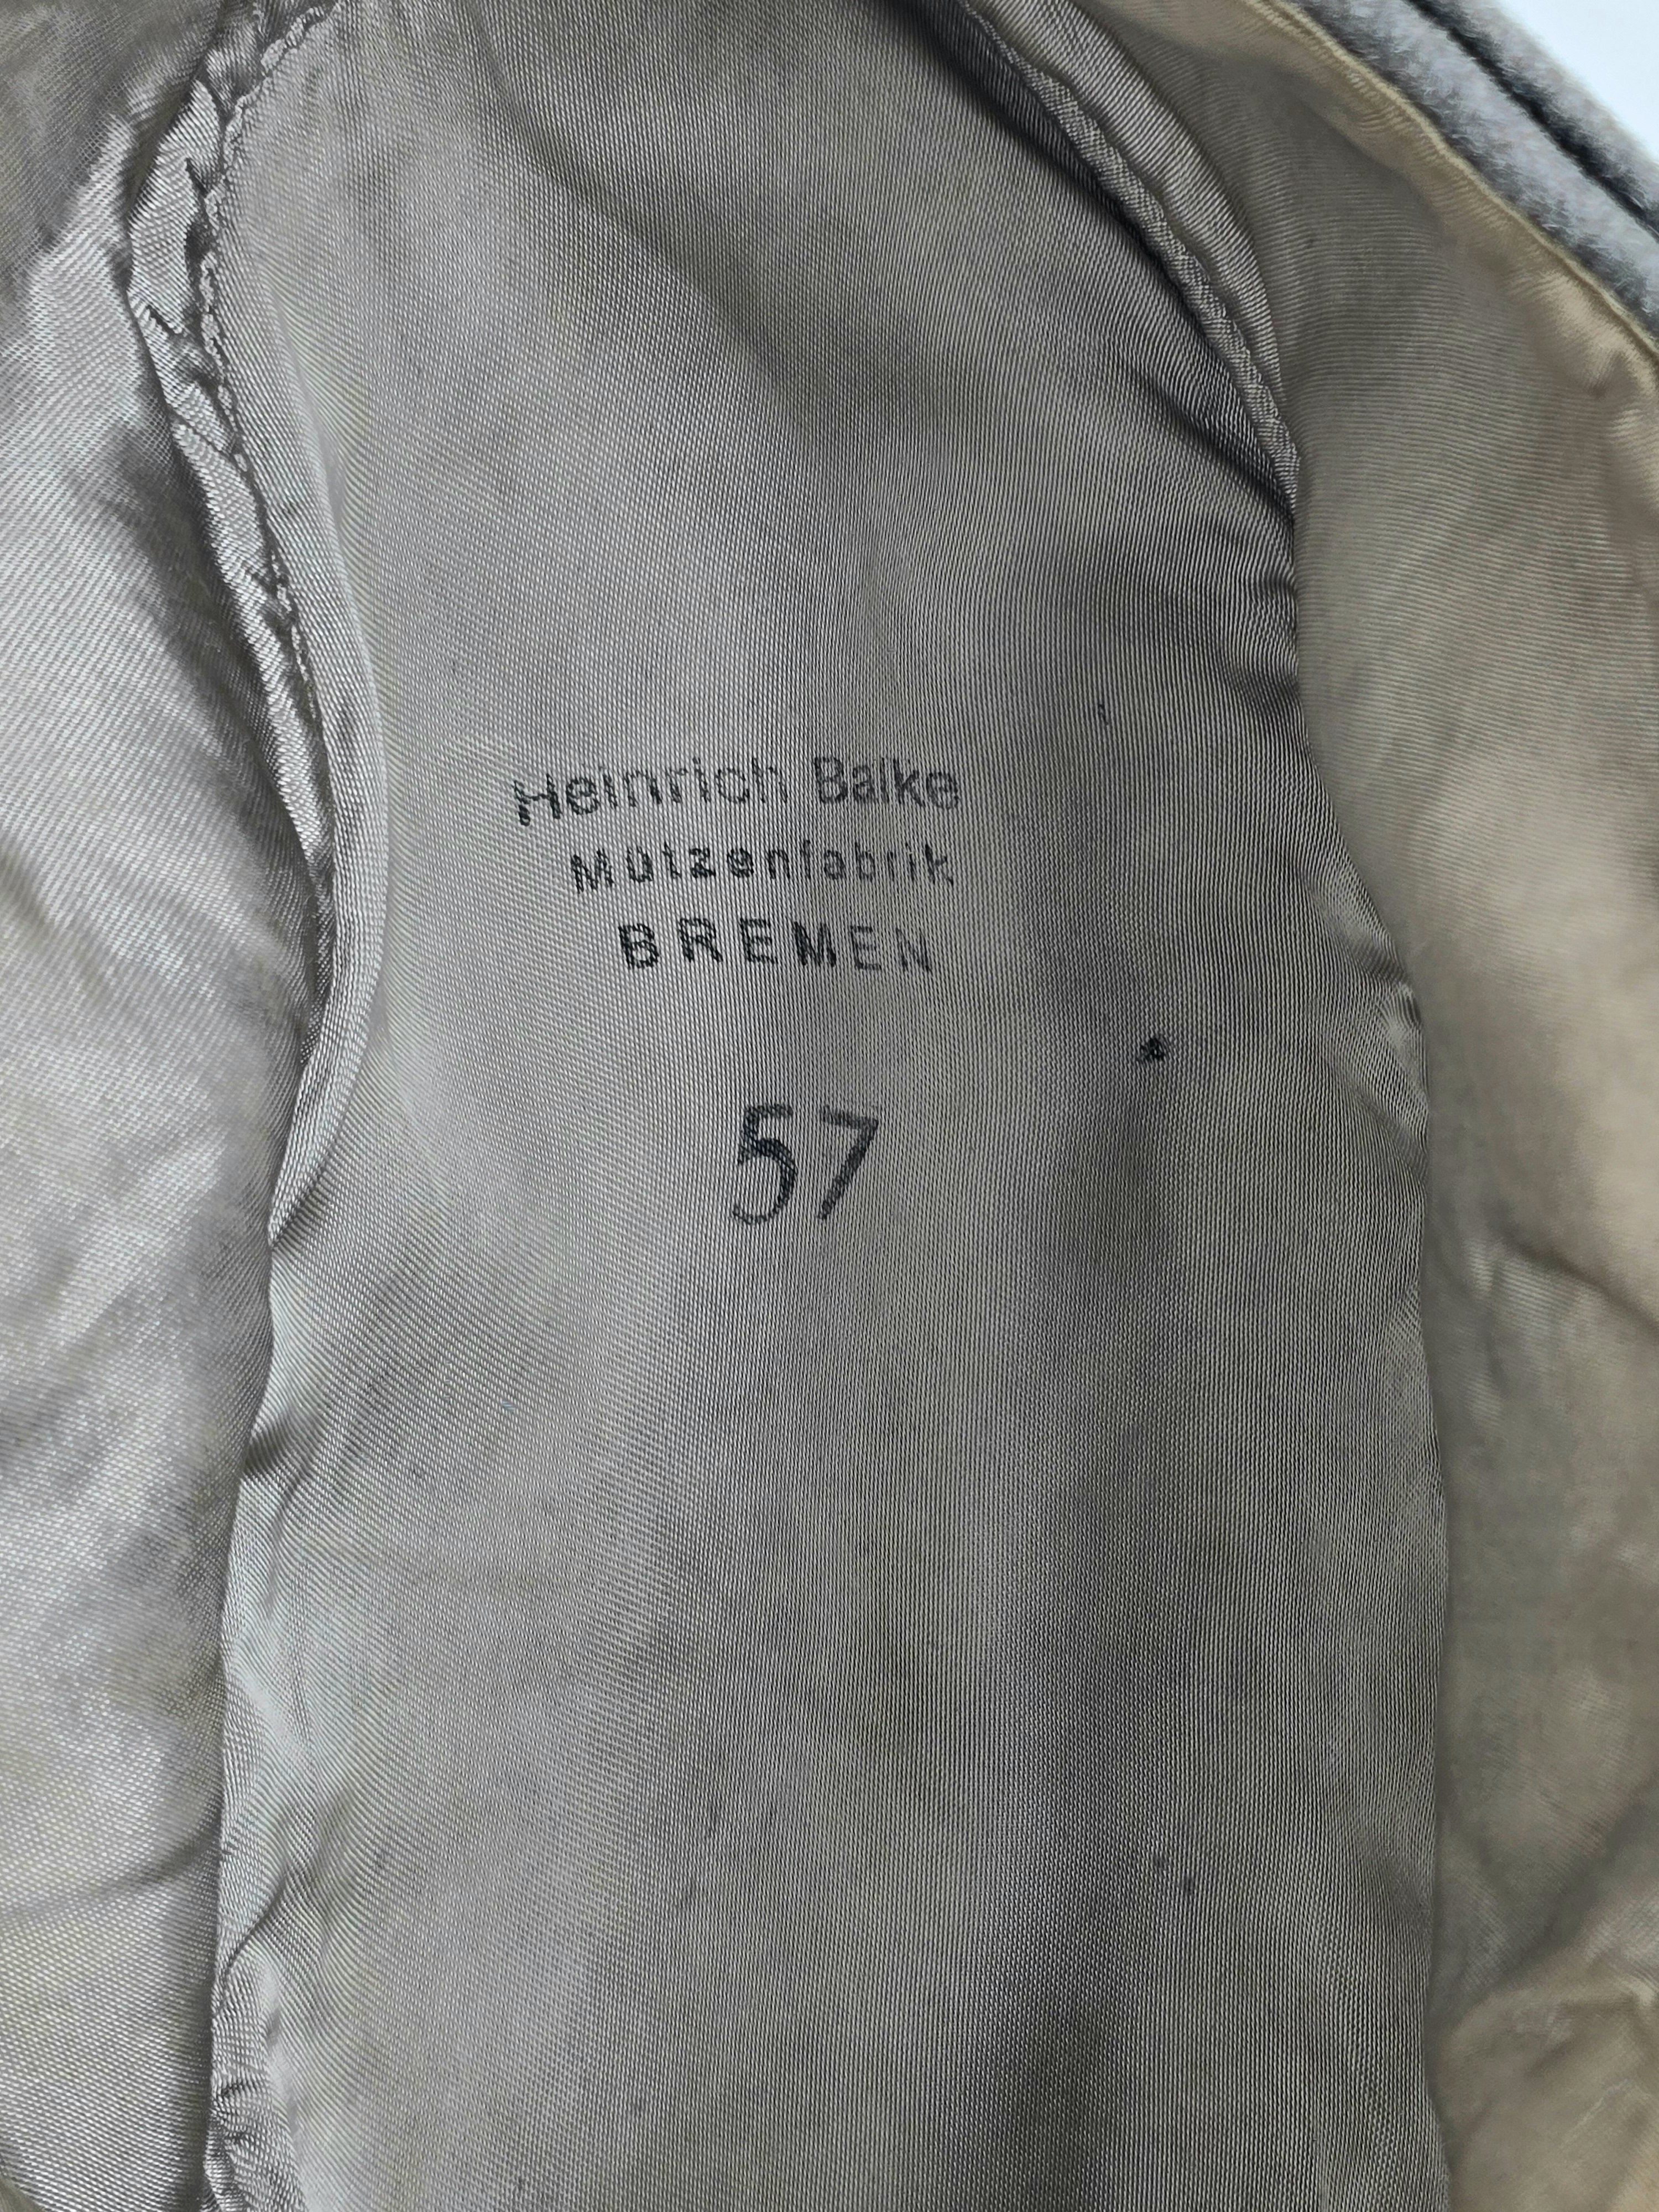 Heinrich Balke
Mützenfabrik
BREMEN
57